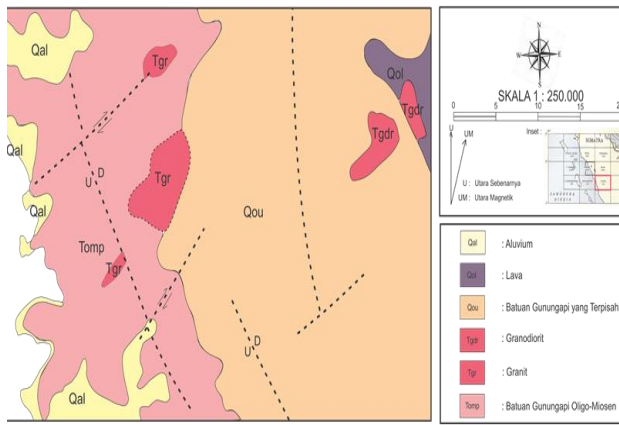 Qal
Tgr
Qal
Qal
U
D
Tgr
Tomp
Tgr
Qou
Qol
Tgdr
Tgdr
U
D
Qal
N
W
E
S
SKALA 1 : 250.000
0
5
10
15
U
UM
Inset :
SUMATRA
U : Utara Sebenarnya
UM : Utara Magnetik
Qal : Aluvium
Qol : Lava
Qou : Batuan Gunungapi yang Terpisah
Tgdr : Granodiorit
Tgr : Granit
Tomp : Batuan Gunungapi Oligo-Miosen